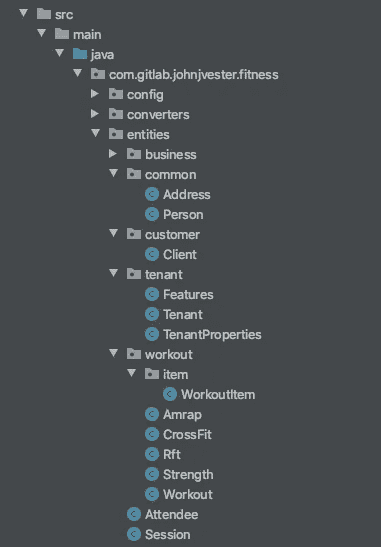 src
main
java
com.gitlab.johnjvester.fitness
config
converters
entities
business
common
Address
Person
customer
Client
tenant
Features
Tenant
TenantProperties
workout
item
WorkoutItem
Amrap
CrossFit
Rft
Strength
Workout
Attendee
Session